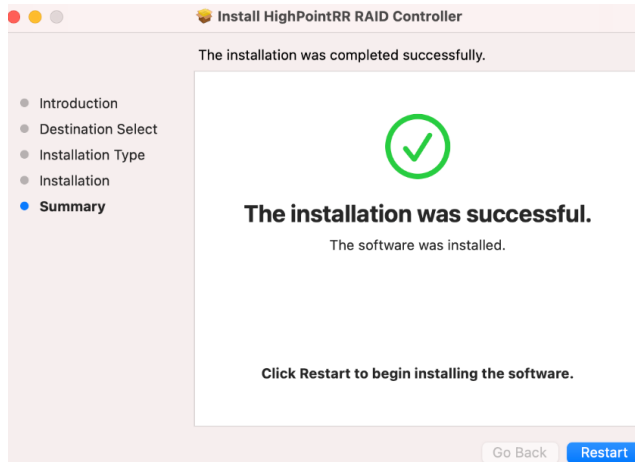 Install HighPointRR RAID Controller
The installation was completed successfully.
Introduction
Destination Select
Installation Type
Installation
Summary
The installation was successful.
The software was installed.
Click Restart to begin installing the software.
Go Back
Restart